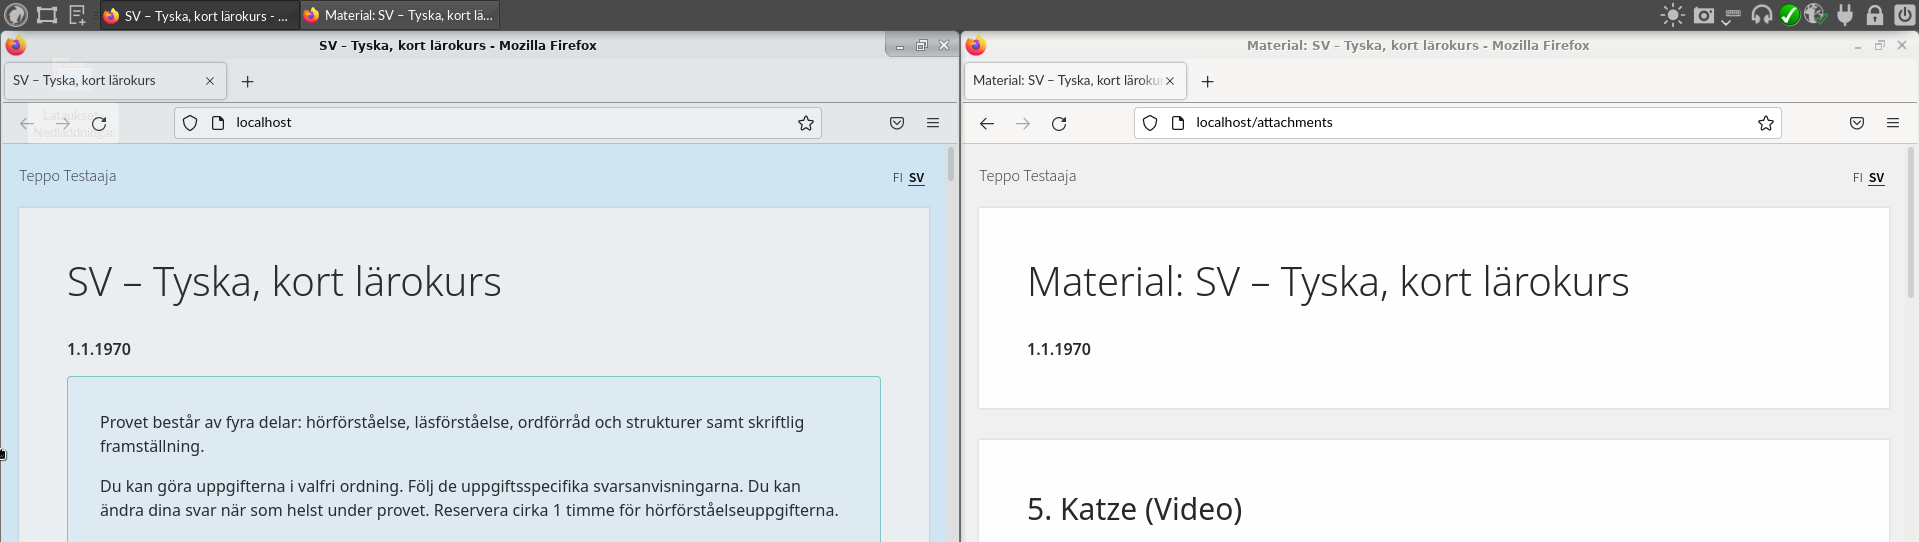 SV – Tyska, kort lärokurs - ...
Material: SV – Tyska, kort lä...
SV – Tyska, kort lärokurs - Mozilla Firefox
SV – Tyska, kort lärokurs
Lataukset
Nedladdningar
localhost
Teppo Testaaja
FI SV
SV – Tyska, kort lärokurs
1.1.1970
Provet består av fyra delar: hörförståelse, läsförståelse, ordförråd och strukturer samt skriftlig
framställning.
Du kan göra uppgifterna i valfri ordning. Följ de uppgiftsspecifika svarsanvisningarna. Du kan
ändra dina svar när som helst under provet. Reservera cirka 1 timme för hörförståelseuppgifterna.
Material: SV – Tyska, kort lärokurs - Mozilla Firefox
Material: SV – Tyska, kort lärokur
localhost/attachments
Teppo Testaaja
FI SV
Material: SV – Tyska, kort lärokurs
1.1.1970
5. Katze (Video)